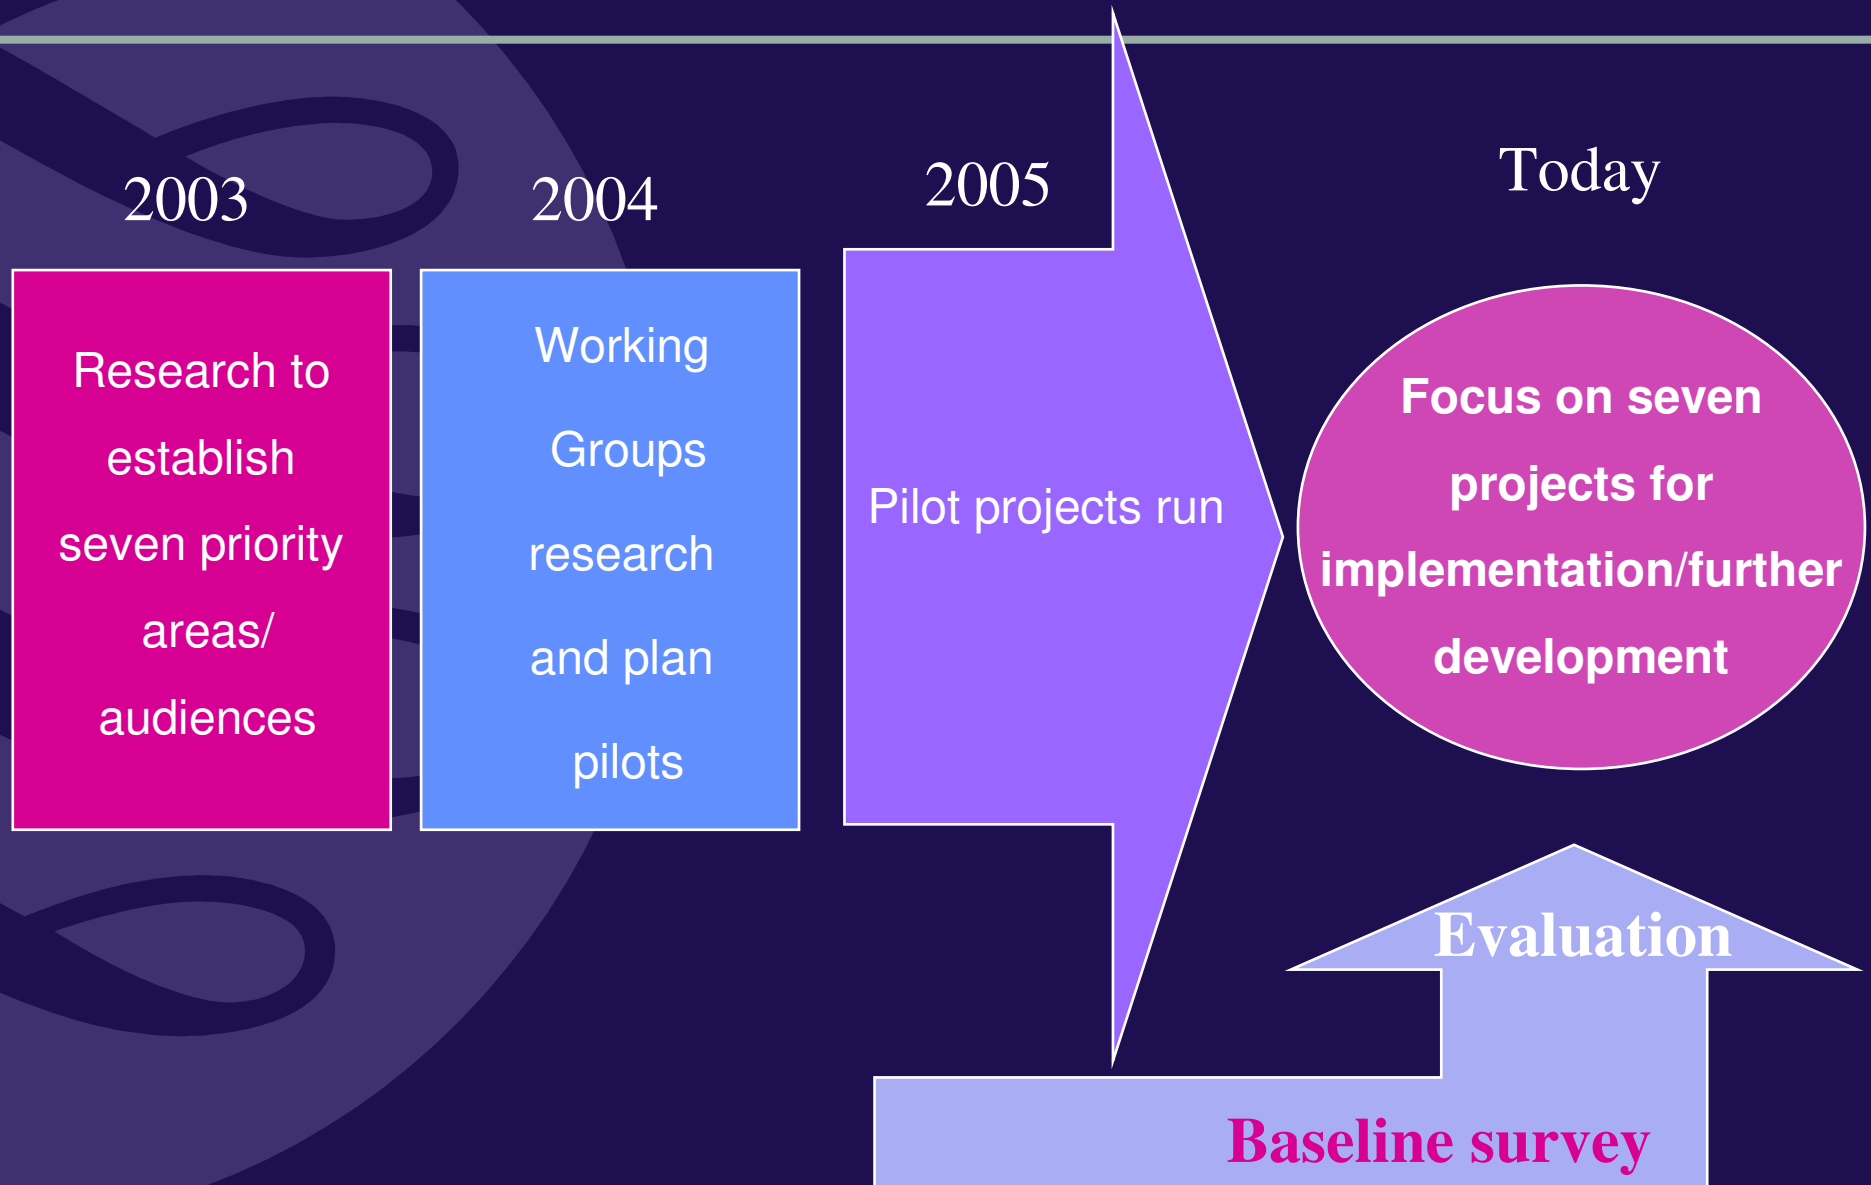 2003
Research to
establish
seven priority
areas/
audiences
2004
Working
Groups
research
and plan
pilots
2005
Pilot projects run
Today
Focus on seven
projects for
implementation/further
development
Evaluation
Baseline survey